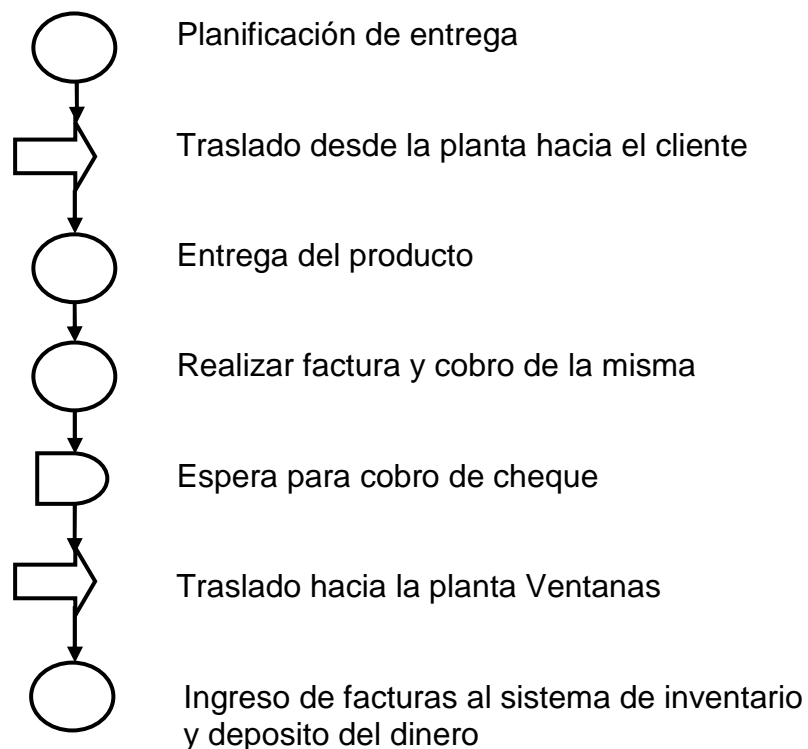 Planificación de entrega
Traslado desde la planta hacia el cliente
Entrega del producto
Realizar factura y cobro de la misma
Espera para cobro de cheque
Traslado hacia la planta Ventanas
Ingreso de facturas al sistema de inventario
y deposito del dinero